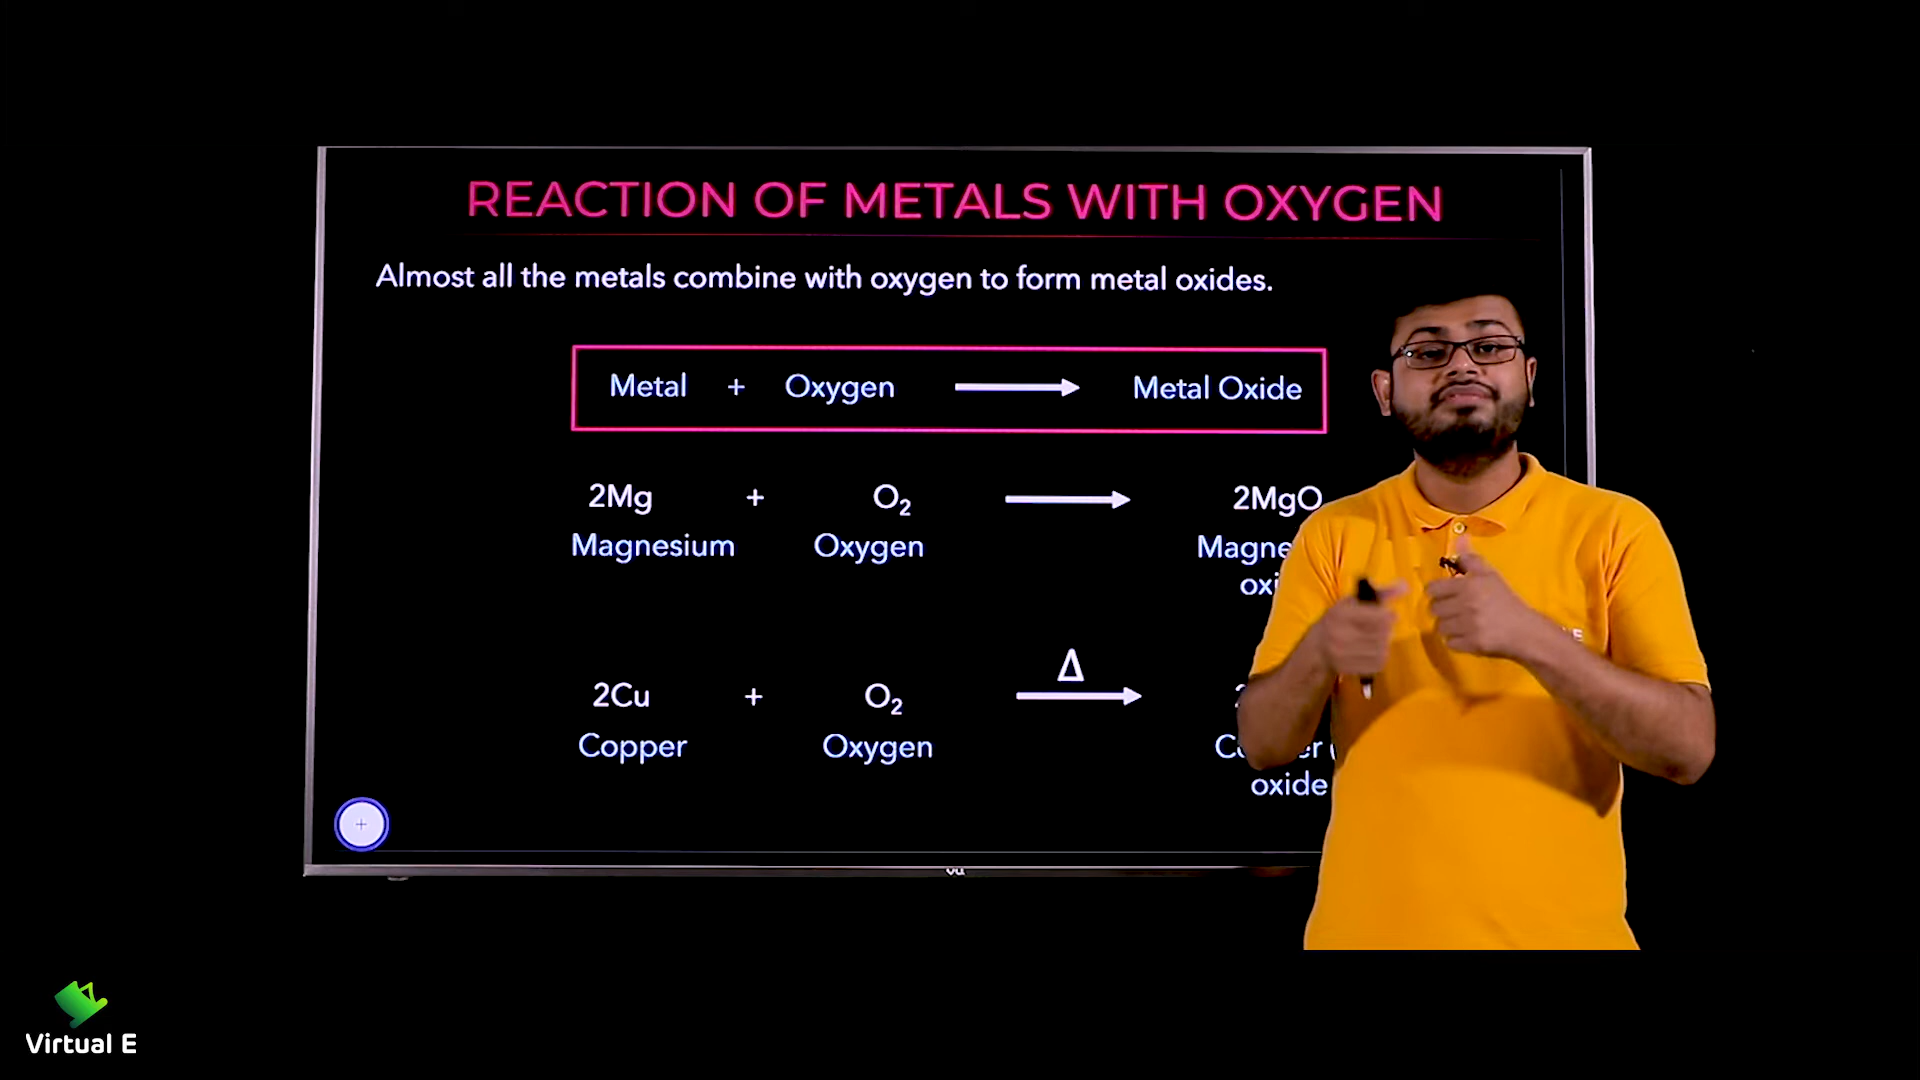 REACTION OF METALS WITH OXYGEN
Almost all the metals combine with oxygen to form metal oxides.
Metal + Oxygen ⟶ Metal Oxide
2Mg + O₂ ⟶ 2MgO
Magnesium Oxygen
2Cu + O₂ Δ⟶
Copper Oxygen
oxide
Virtual E